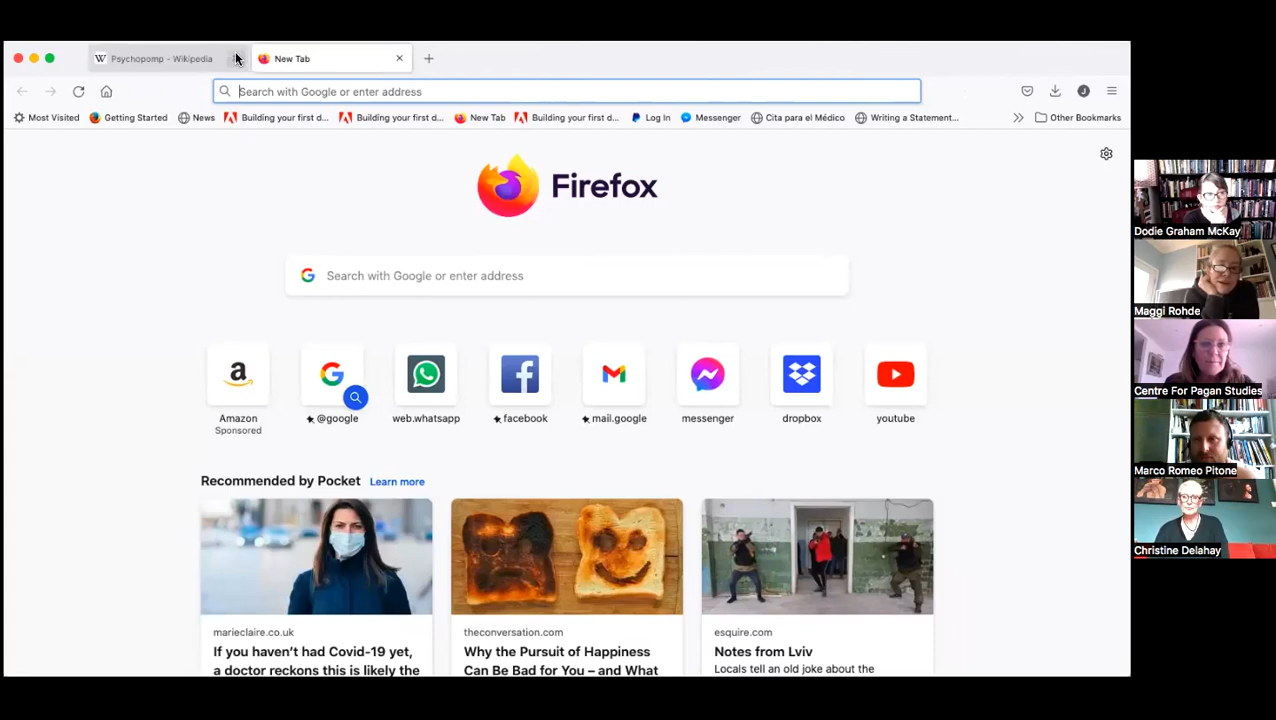 Psychopomp - Wikipedia
New Tab
Search with Google or enter address
Most Visited
Getting Started
News
Building your first d...
Building your first d...
New Tab
Building your first d...
Log In
Messenger
Cita para el Médico
Writing a Statement...
Other Bookmarks
J
Firefox
Search with Google or enter address
Amazon
Sponsored
@google
web.whatsapp
facebook
mail.google
messenger
dropbox
youtube
Recommended by Pocket Learn more
marieclaire.co.uk
If you haven't had Covid-19 yet,
a doctor reckons this is likely the
theconversation.com
Why the Pursuit of Happiness
Can Be Bad for You – and What
esquire.com
Notes from Lviv
Locals tell an old joke about the
Dodie Graham McKay
Maggi Rohde
Centre For Pagan Studies
Marco Romeo Pitone
Christine Delahay